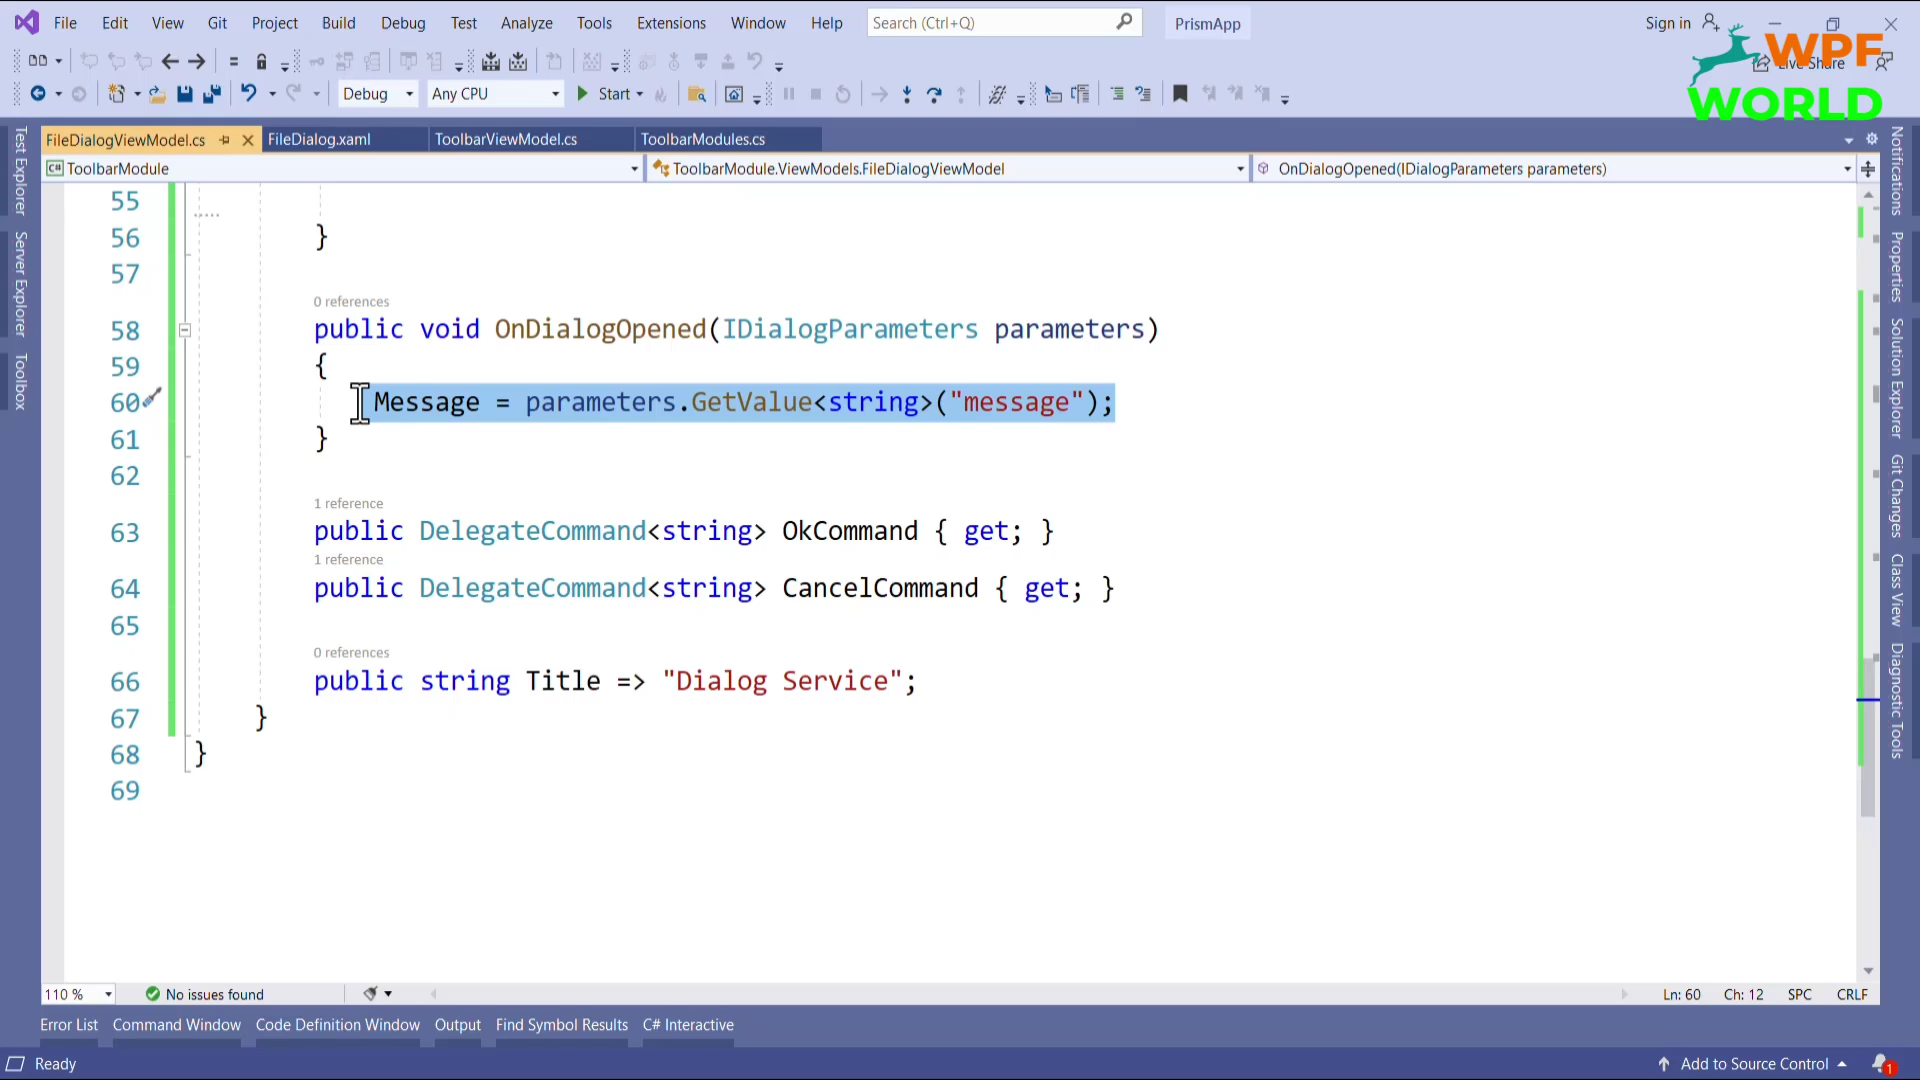 File Edit View Git Project Build Debug Test Analyze Tools Extensions Window Help Search (Ctrl+Q) PrismApp Sign in
WPF
Live Share
Debug Any CPU Start
WORLD
FileDialogViewModel.cs FileDialog.xaml ToolbarViewModel.cs ToolbarModules.cs
C# ToolbarModule ToolbarModule.ViewModels.FileDialogViewModel OnDialogOpened(IDialogParameters parameters)
Test Explorer
Server Explorer
Toolbox
55
56 }
57
0 references
58 public void OnDialogOpened(IDialogParameters parameters)
59 {
60 Message = parameters.GetValue<string>("message");
61 }
62
1 reference
63 public DelegateCommand<string> OkCommand { get; }
1 reference
64 public DelegateCommand<string> CancelCommand { get; }
65
0 references
66 public string Title => "Dialog Service";
67 }
68 }
69
Notifications
Properties
Solution Explorer
Git Changes
Class View
Diagnostic Tools
110 % No issues found Ln: 60 Ch: 12 SPC CRLF
Error List Command Window Code Definition Window Output Find Symbol Results C# Interactive
Ready Add to Source Control 1